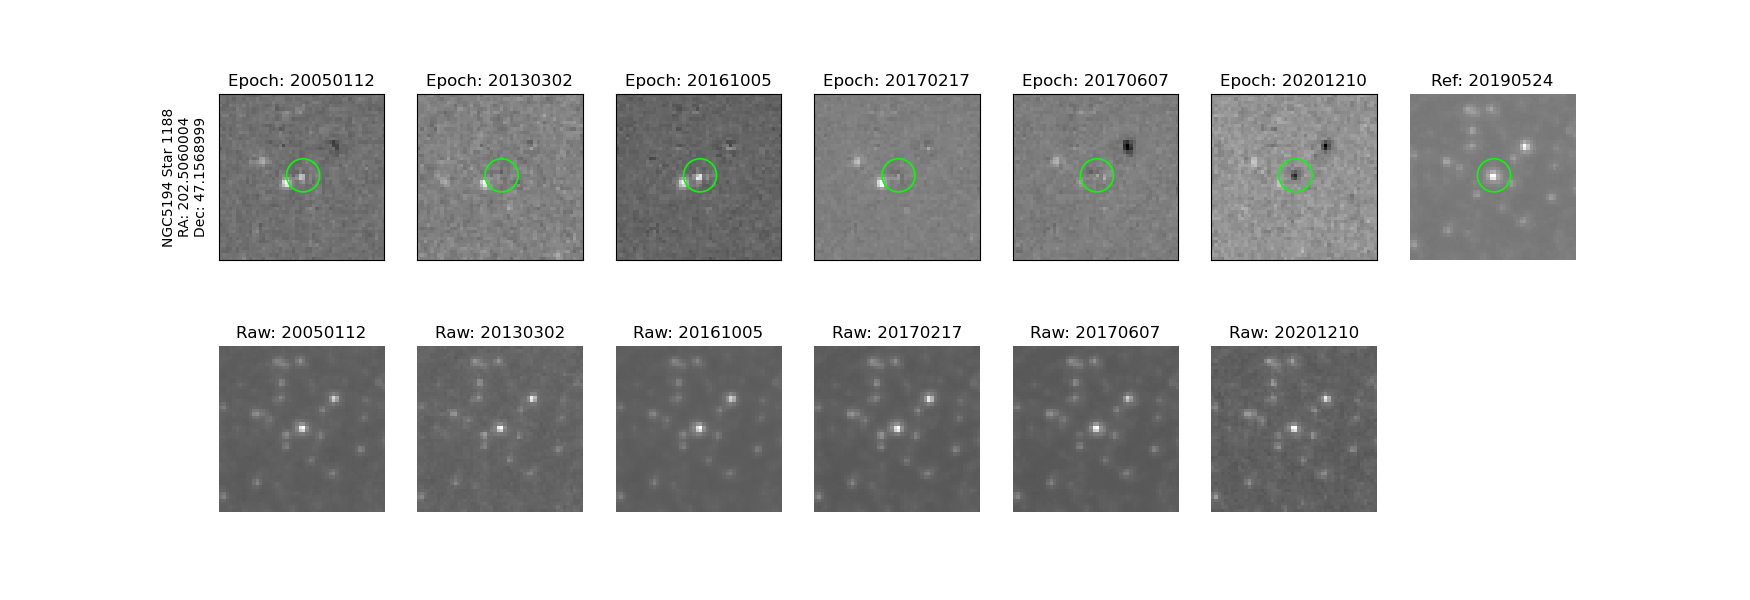 Epoch: 20050112
Epoch: 20130302
Epoch: 20161005
Epoch: 20170217
Epoch: 20170607
Epoch: 20201210
Ref: 20190524
NGC5194 Star 1188
RA: 202.5060004
Dec: 47.1568999
Raw: 20050112
Raw: 20130302
Raw: 20161005
Raw: 20170217
Raw: 20170607
Raw: 20201210